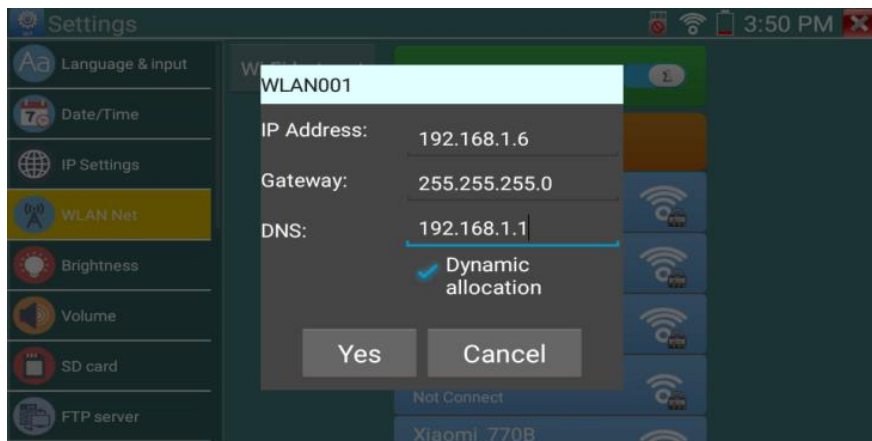 Settings
3:50 PM
Aa Language & input
7 Date/Time
IP Settings
WLAN Net
Brightness
Volume
SD card
FTP server
WLAN001
IP Address: 192.168.1.6
Gateway: 255.255.255.0
DNS: 192.168.1.1
Dynamic
allocation
Yes Cancel
Not Connect
Xiaomi_770B